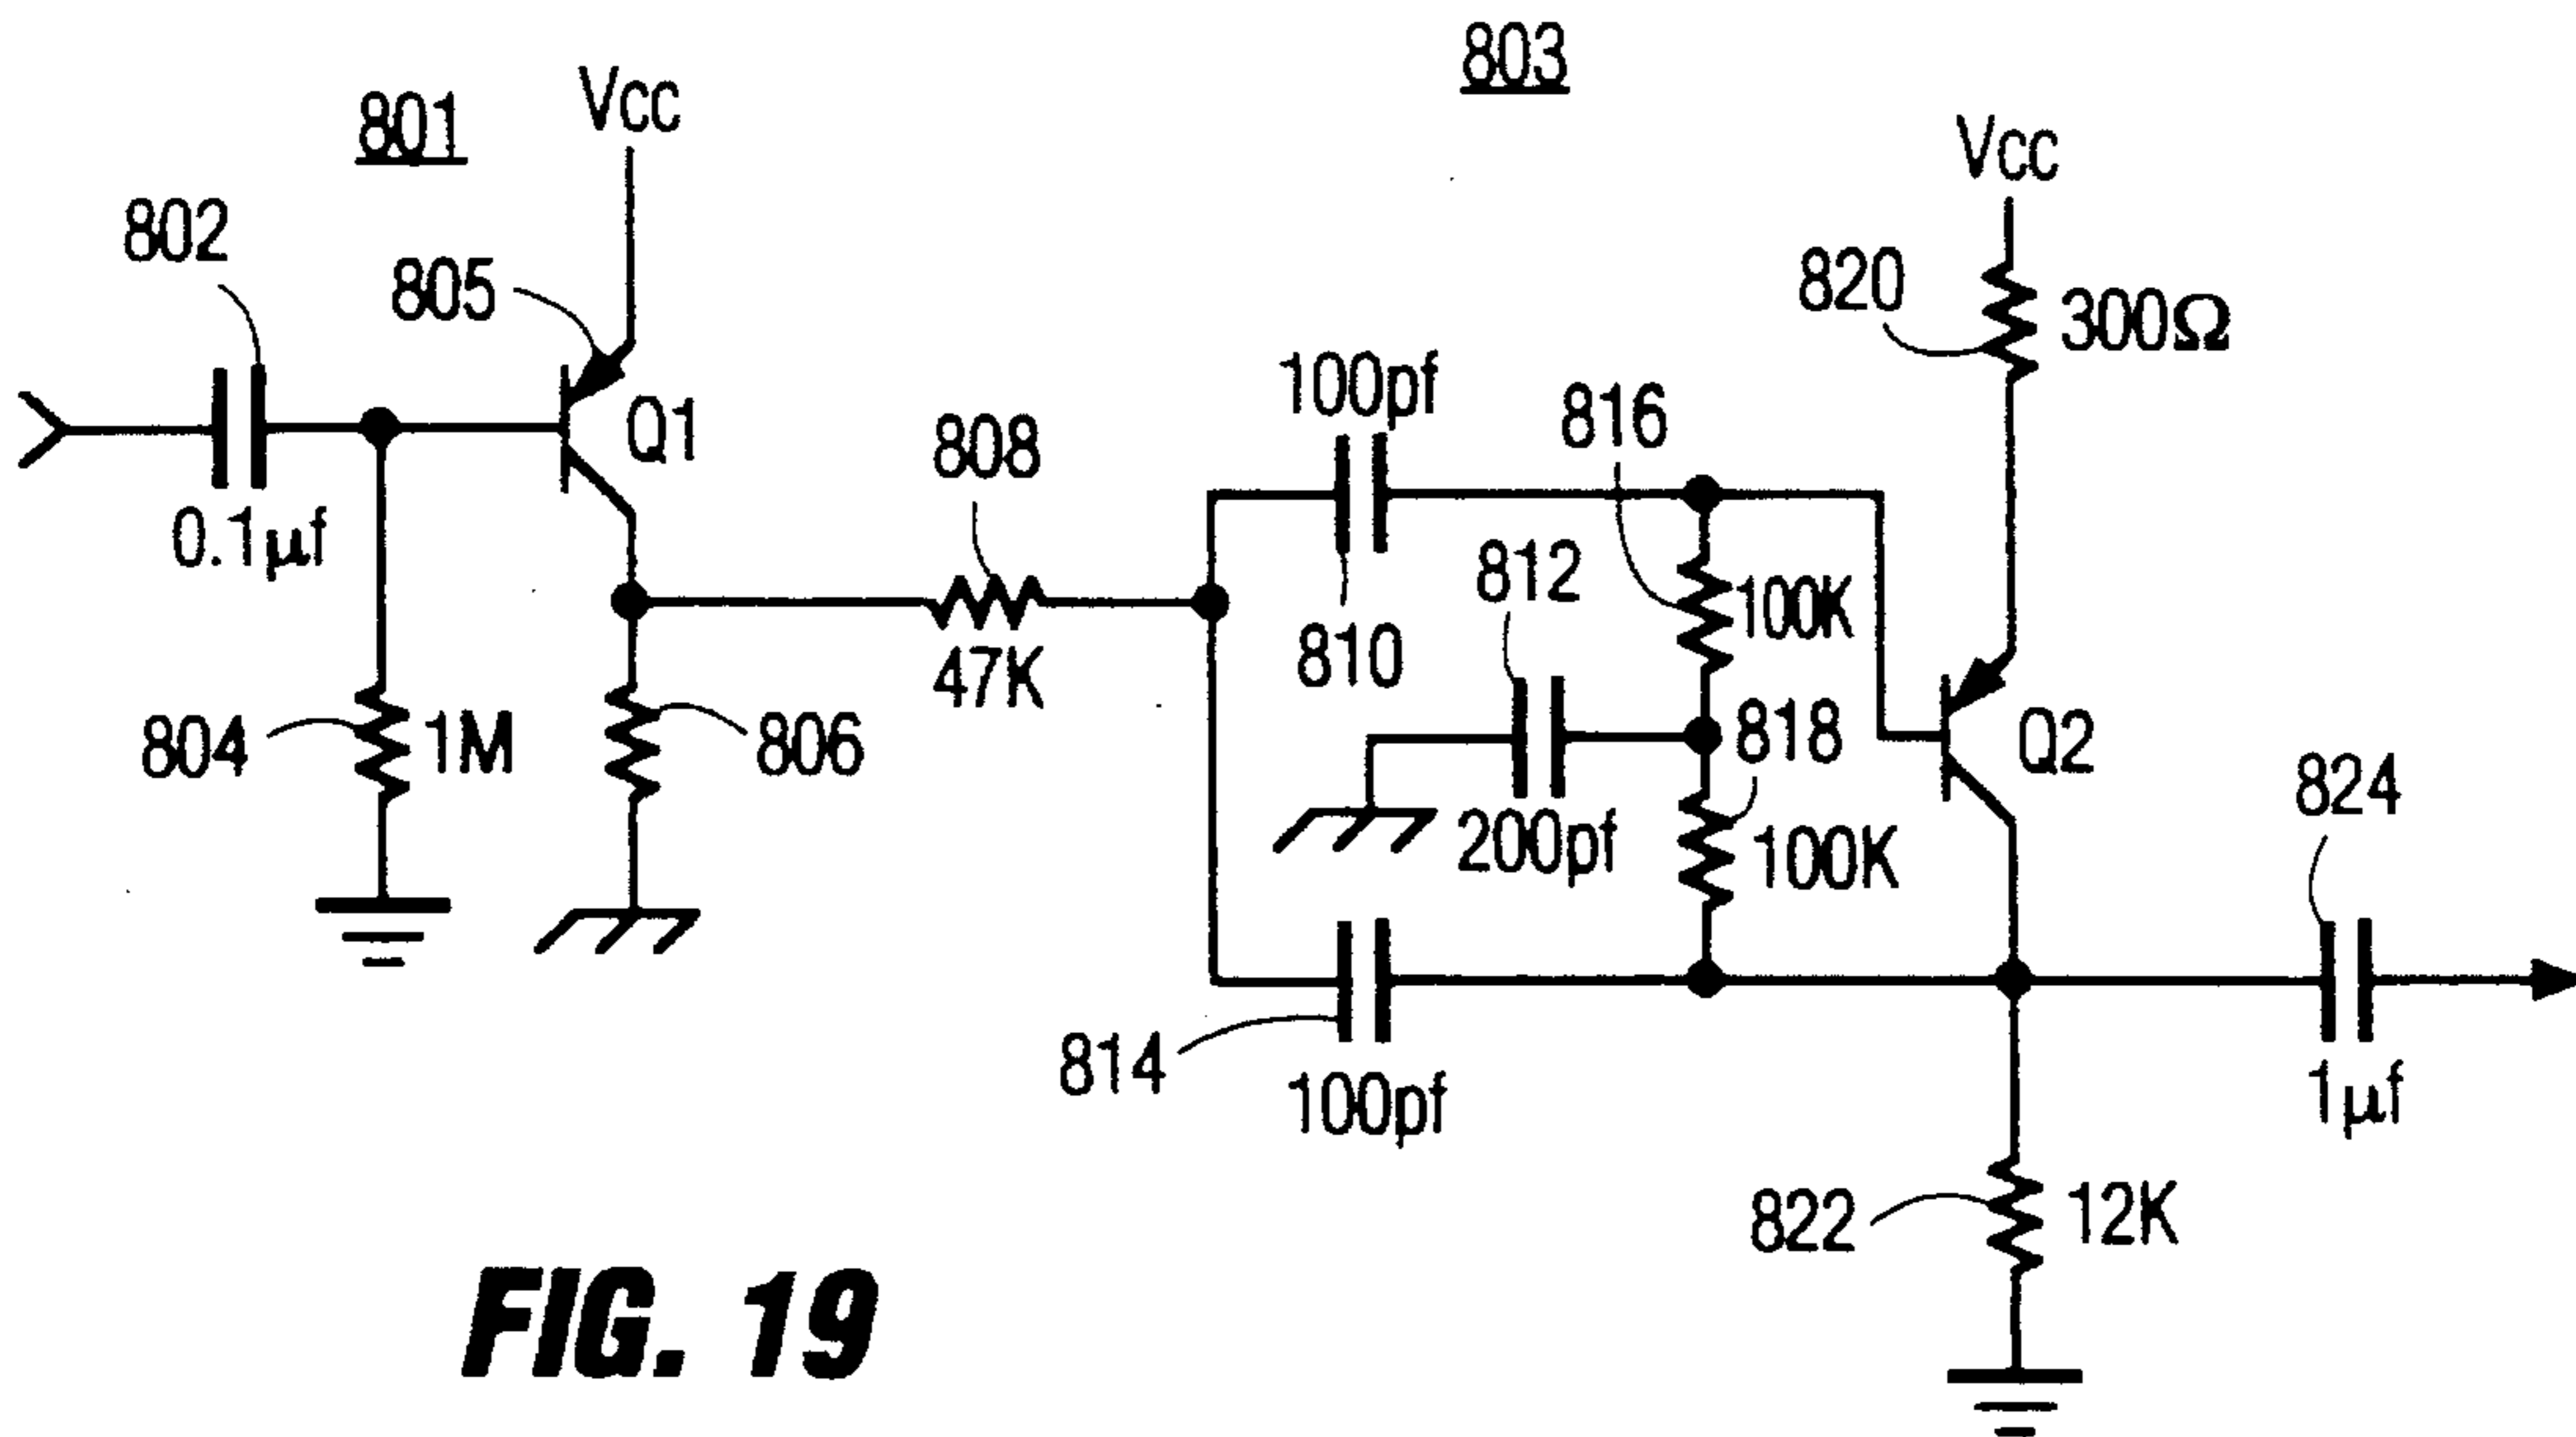 803
801
Vcc
Vcc
802
805
820
300Ω
100pf
816
Q1
808
812
0.1µf
100K
810
47K
818
804
1M
806
Q2
824
200pf
100K
814
100pf
1µf
822
12K
FIG. 19